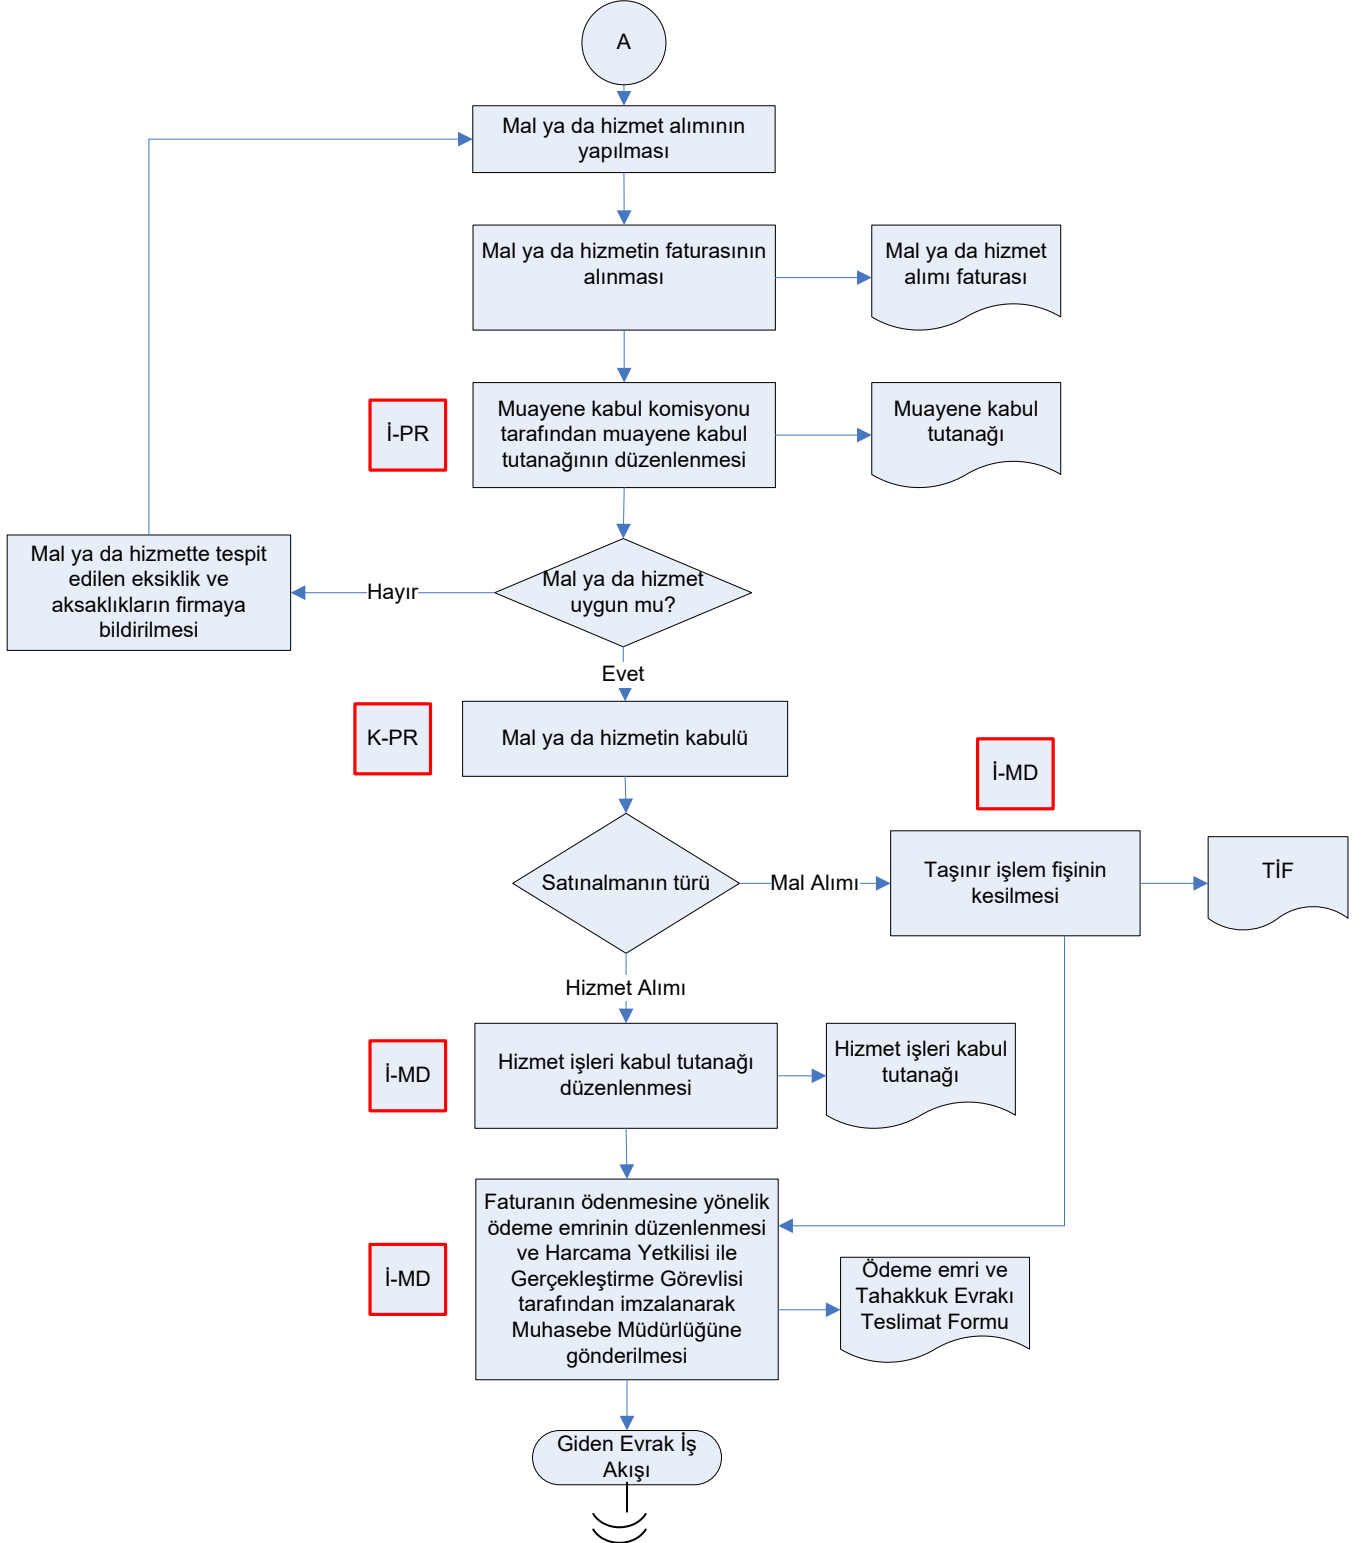 A
Mal ya da hizmet alımının
yapılması
Mal ya da hizmetin faturasının
alınması
Mal ya da hizmet
alımı faturası
İ-PR
Muayene kabul komisyonu
tarafından muayene kabul
tutanağının düzenlenmesi
Muayene kabul
tutanağı
Mal ya da hizmette tespit
edilen eksiklik ve
aksaklıkların firmaya
bildirilmesi
Hayır
Mal ya da hizmet
uygun mu?
Evet
K-PR
Mal ya da hizmetin kabulü
İ-MD
Satınalmanın türü
Mal Alımı
Taşınır işlem fişinin
kesilmesi
TİF
Hizmet Alımı
İ-MD
Hizmet işleri kabul tutanağı
düzenlenmesi
Hizmet işleri kabul
tutanağı
İ-MD
Faturanın ödenmesine yönelik
ödeme emrinin düzenlenmesi
ve Harcama Yetkilisi ile
Gerçekleştirme Görevlisi
tarafından imzalanarak
Muhasebe Müdürlüğüne
gönderilmesi
Ödeme emri ve
Tahakkuk Evrakı
Teslimat Formu
Giden Evrak İş
Akışı